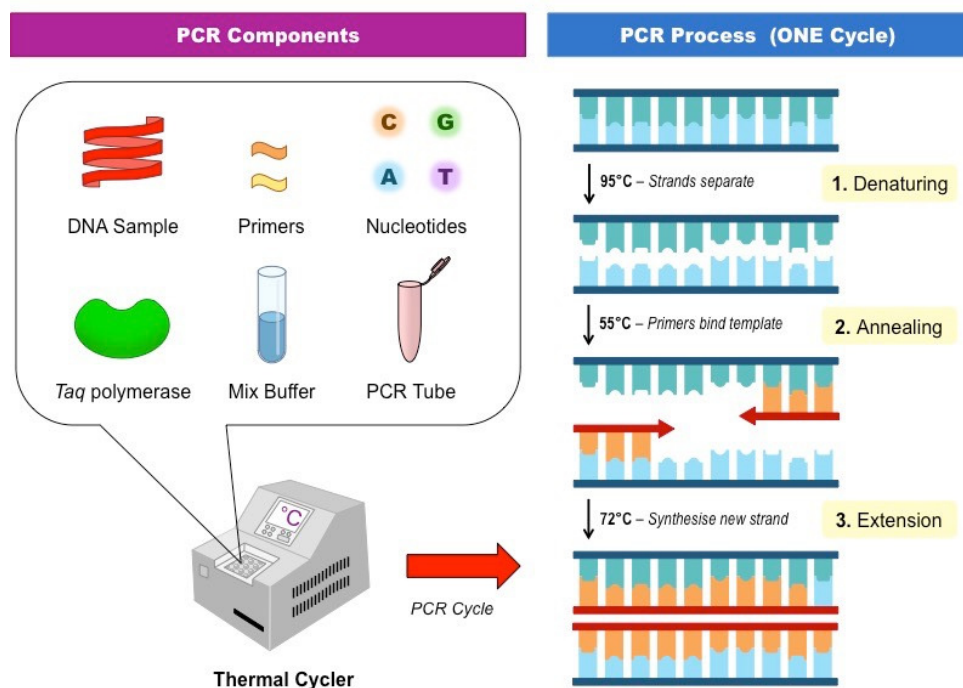 PCR Components
C
G
A
T
DNA Sample
Primers
Nucleotides
Taq polymerase
Mix Buffer
PCR Tube
°C
Thermal Cycler
PCR Cycle
PCR Process (ONE Cycle)
95°C – Strands separate
1. Denaturing
55°C – Primers bind template
2. Annealing
72°C – Synthesise new strand
3. Extension